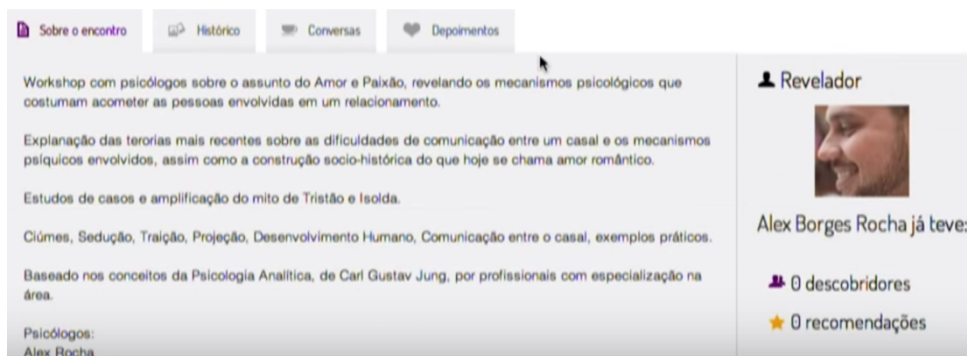 Sobre o encontro
Histórico
Conversas
Depoimentos
Workshop com psicólogos sobre o assunto do Amor e Paixão, revelando os mecanismos psicológicos que
costumam acometer as pessoas envolvidas em um relacionamento.
Explanação das terorias mais recentes sobre as dificuldades de comunicação entre um casal e os mecanismos
psíquicos envolvidos, assim como a construção socio-histórica do que hoje se chama amor romântico.
Estudos de casos e amplificação do mito de Tristão e Isolda.
Ciúmes, Sedução, Traição, Projeção, Desenvolvimento Humano, Comunicação entre o casal, exemplos práticos.
Baseado nos conceitos da Psicologia Analítica, de Carl Gustav Jung, por profissionais com especialização na
área.
Psicólogos:
Alex Rocha
Revelador
Alex Borges Rocha já teve:
0 descobridores
0 recomendações